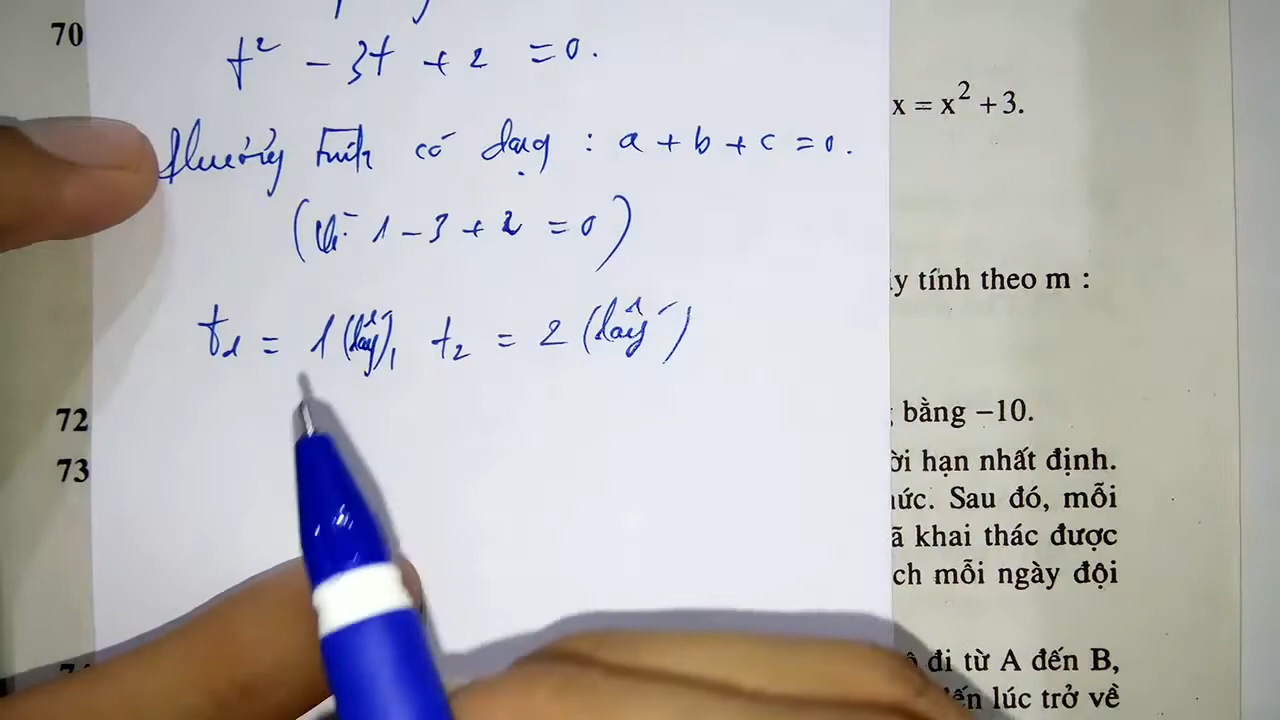 70
t² - 3t + 2 = 0.
x = x² + 3.
Phương trình có dạng : a + b + c = 0.
(Vì 1 - 3 + 2 = 0)
y tính theo m :
t₁ = 1 (lấy), t₂ = 2 (lấy)
72
bằng –10.
73
ời hạn nhất định.
ức. Sau đó, mỗi
ã khai thác được
ch mỗi ngày đội
đi từ A đến B,
ến lúc trở về